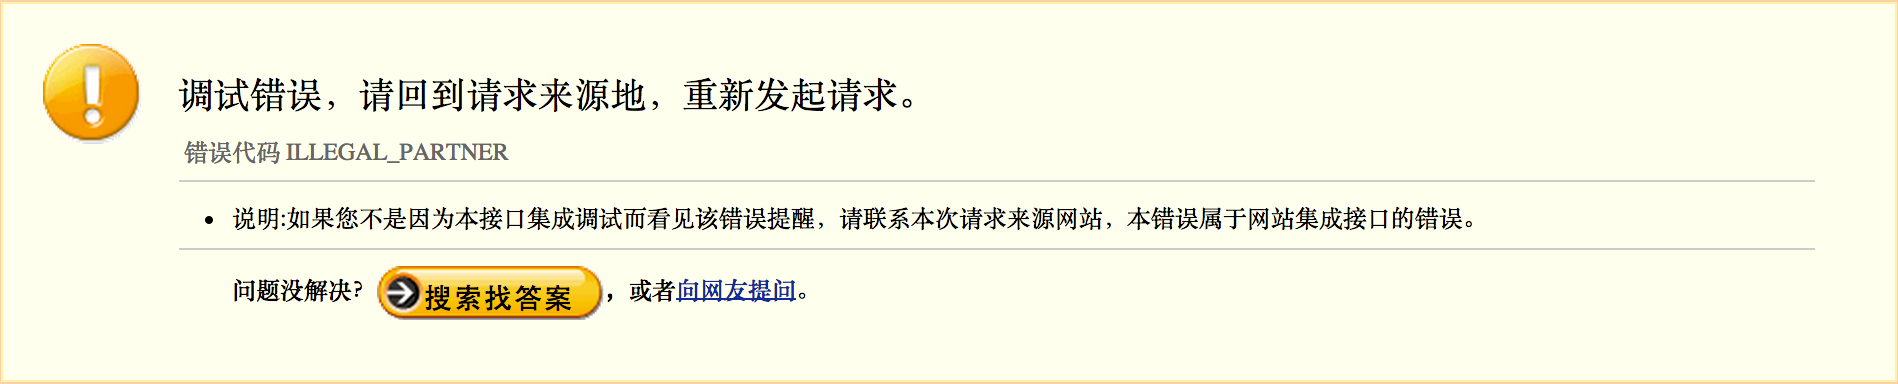 调试错误，请回到请求来源地，重新发起请求。
错误代码 ILLEGAL_PARTNER
说明:如果您不是因为本接口集成调试而看见该错误提醒，请联系本次请求来源网站，本错误属于网站集成接口的错误。
问题没解决? 搜索找答案，或者向网友提问。